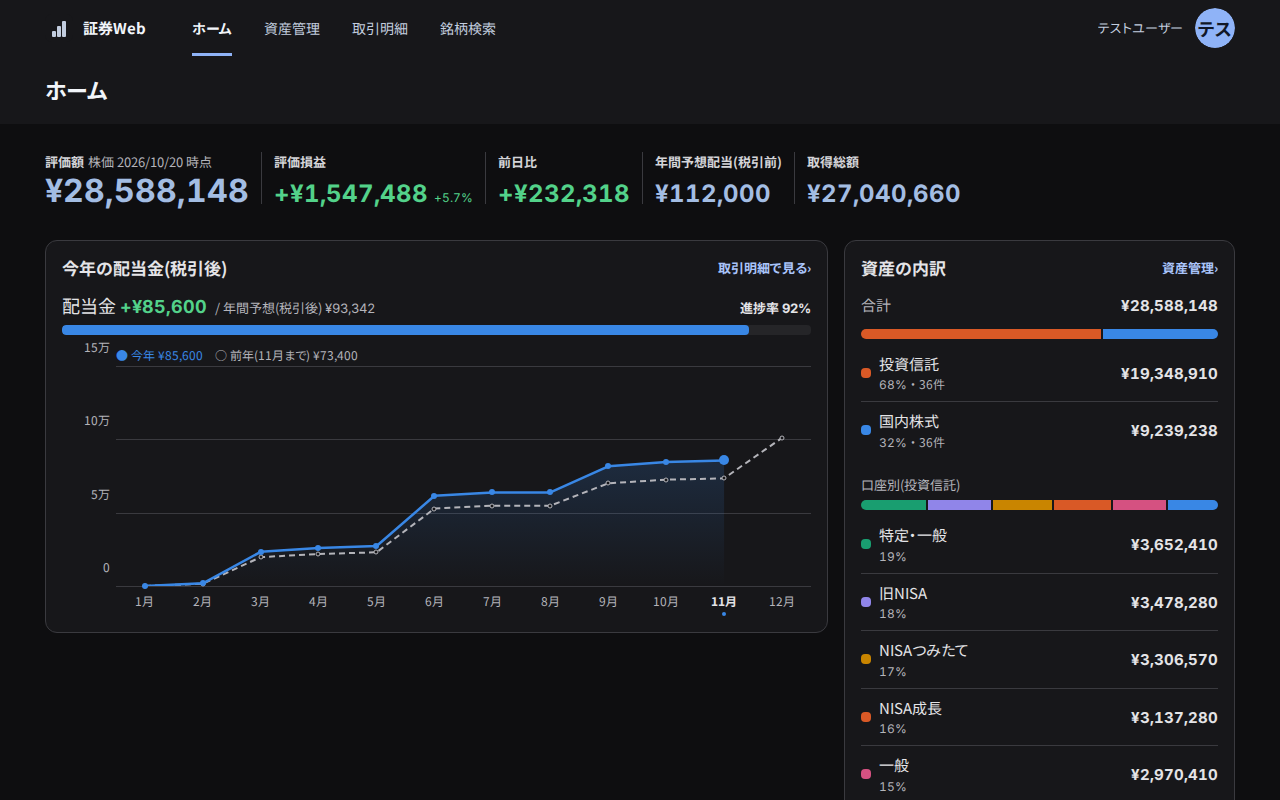 証券Web
ホーム
資産管理
取引明細
銘柄検索
テストユーザー
テス
ホーム
評価額 株価 2026/10/20 時点
¥28,588,148
評価損益
+¥1,547,488 +5.7%
前日比
+¥232,318
年間予想配当(税引前)
¥112,000
取得総額
¥27,040,660
今年の配当金(税引後)
取引明細で見る›
配当金 +¥85,600 / 年間予想(税引後) ¥93,342
進捗率 92%
今年 ¥85,600
前年(11月まで) ¥73,400
15万
10万
5万
0
1月
2月
3月
4月
5月
6月
7月
8月
9月
10月
11月
12月
資産の内訳
資産管理›
合計
¥28,588,148
投資信託
68%・36件
¥19,348,910
国内株式
32%・36件
¥9,239,238
口座別(投資信託)
特定・一般
19%
¥3,652,410
旧NISA
18%
¥3,478,280
NISAつみたて
17%
¥3,306,570
NISA成長
16%
¥3,137,280
一般
15%
¥2,970,410